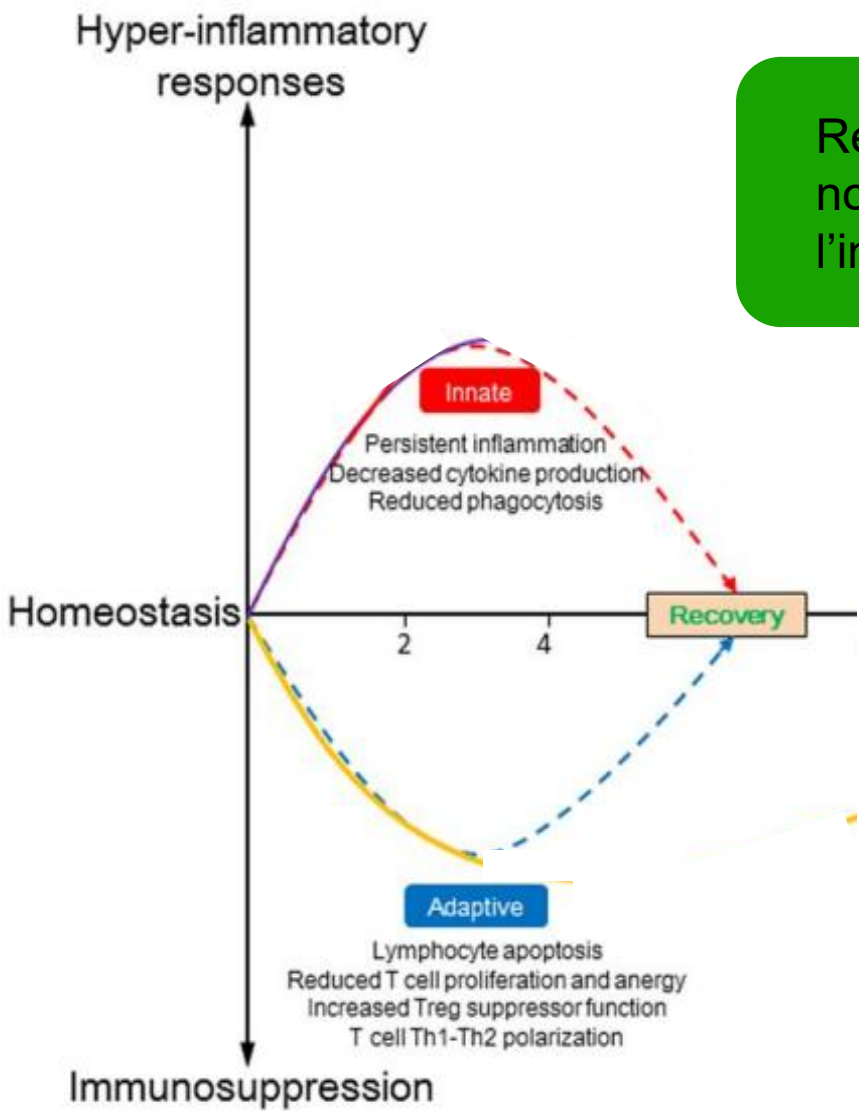 Hyper-inflammatory
responses
Innate
Persistent inflammation
Decreased cytokine production
Reduced phagocytosis
Homeostasis
2
4
Recovery
Adaptive
Lymphocyte apoptosis
Reduced T cell proliferation and anergy
Increased Treg suppressor function
T cell Th1-Th2 polarization
Immunosuppression